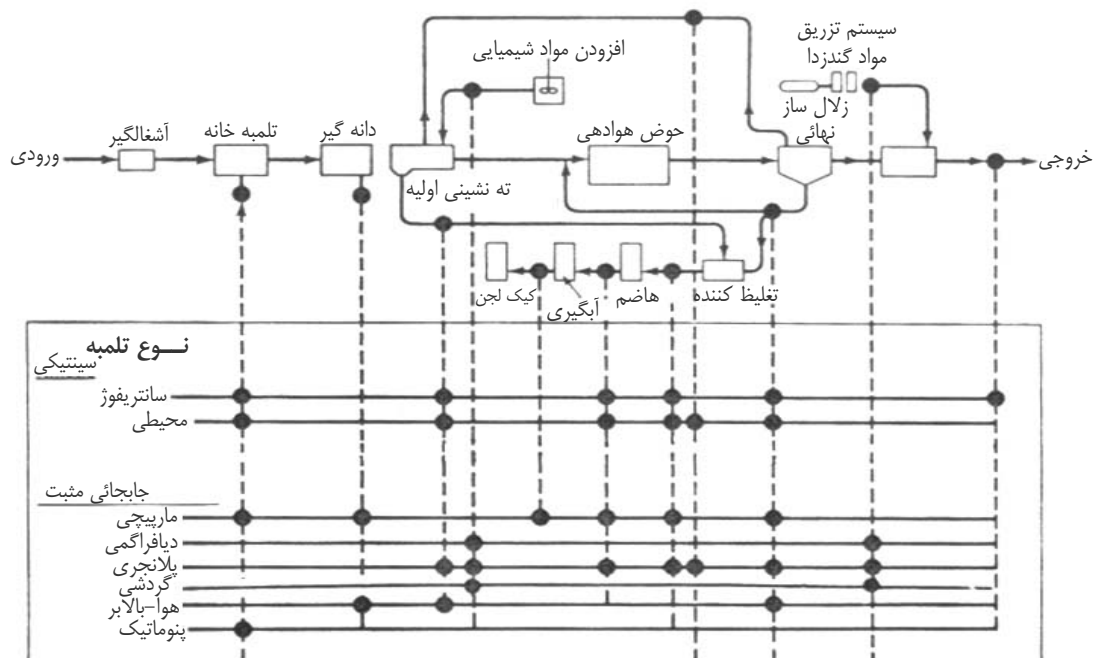 سیستم تزریق
مواد گندزدا
افزودن مواد شیمیایی
زلال ساز
نهائی
ورودی
آشغالگیر
تلمبه خانه
دانه گیر
حوض هوادهی
خروجی
ته نشینی اولیه
تغلیظ کننده
هاضم
آبگیری
کیک لجن
نــوع تلمبه
سینتیکی
سانتریفوژ
محیطی
جابجائی مثبت
مارپیچی
دیافراگمی
پلانجری
گردشی
هوا-بالابر
پنوماتیک